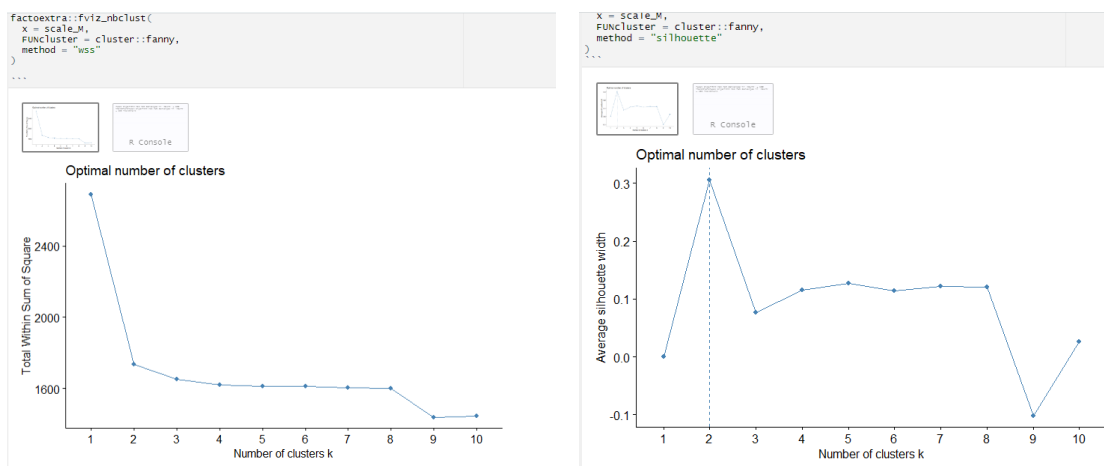 factoextra::fviz_nbclust(
x = scale_M,
FUNcluster = cluster::fanny,
method = "wss"
)
```
R Console
Optimal number of clusters
Total Within Sum of Square
2400
2000
1600
1 2 3 4 5 6 7 8 9 10
Number of clusters k
x = scale_M,
FUNcluster = cluster::fanny,
method = "silhouette"
)
```
R Console
Optimal number of clusters
Average silhouette width
0.3
0.2
0.1
0.0
-0.1
1 2 3 4 5 6 7 8 9 10
Number of clusters k